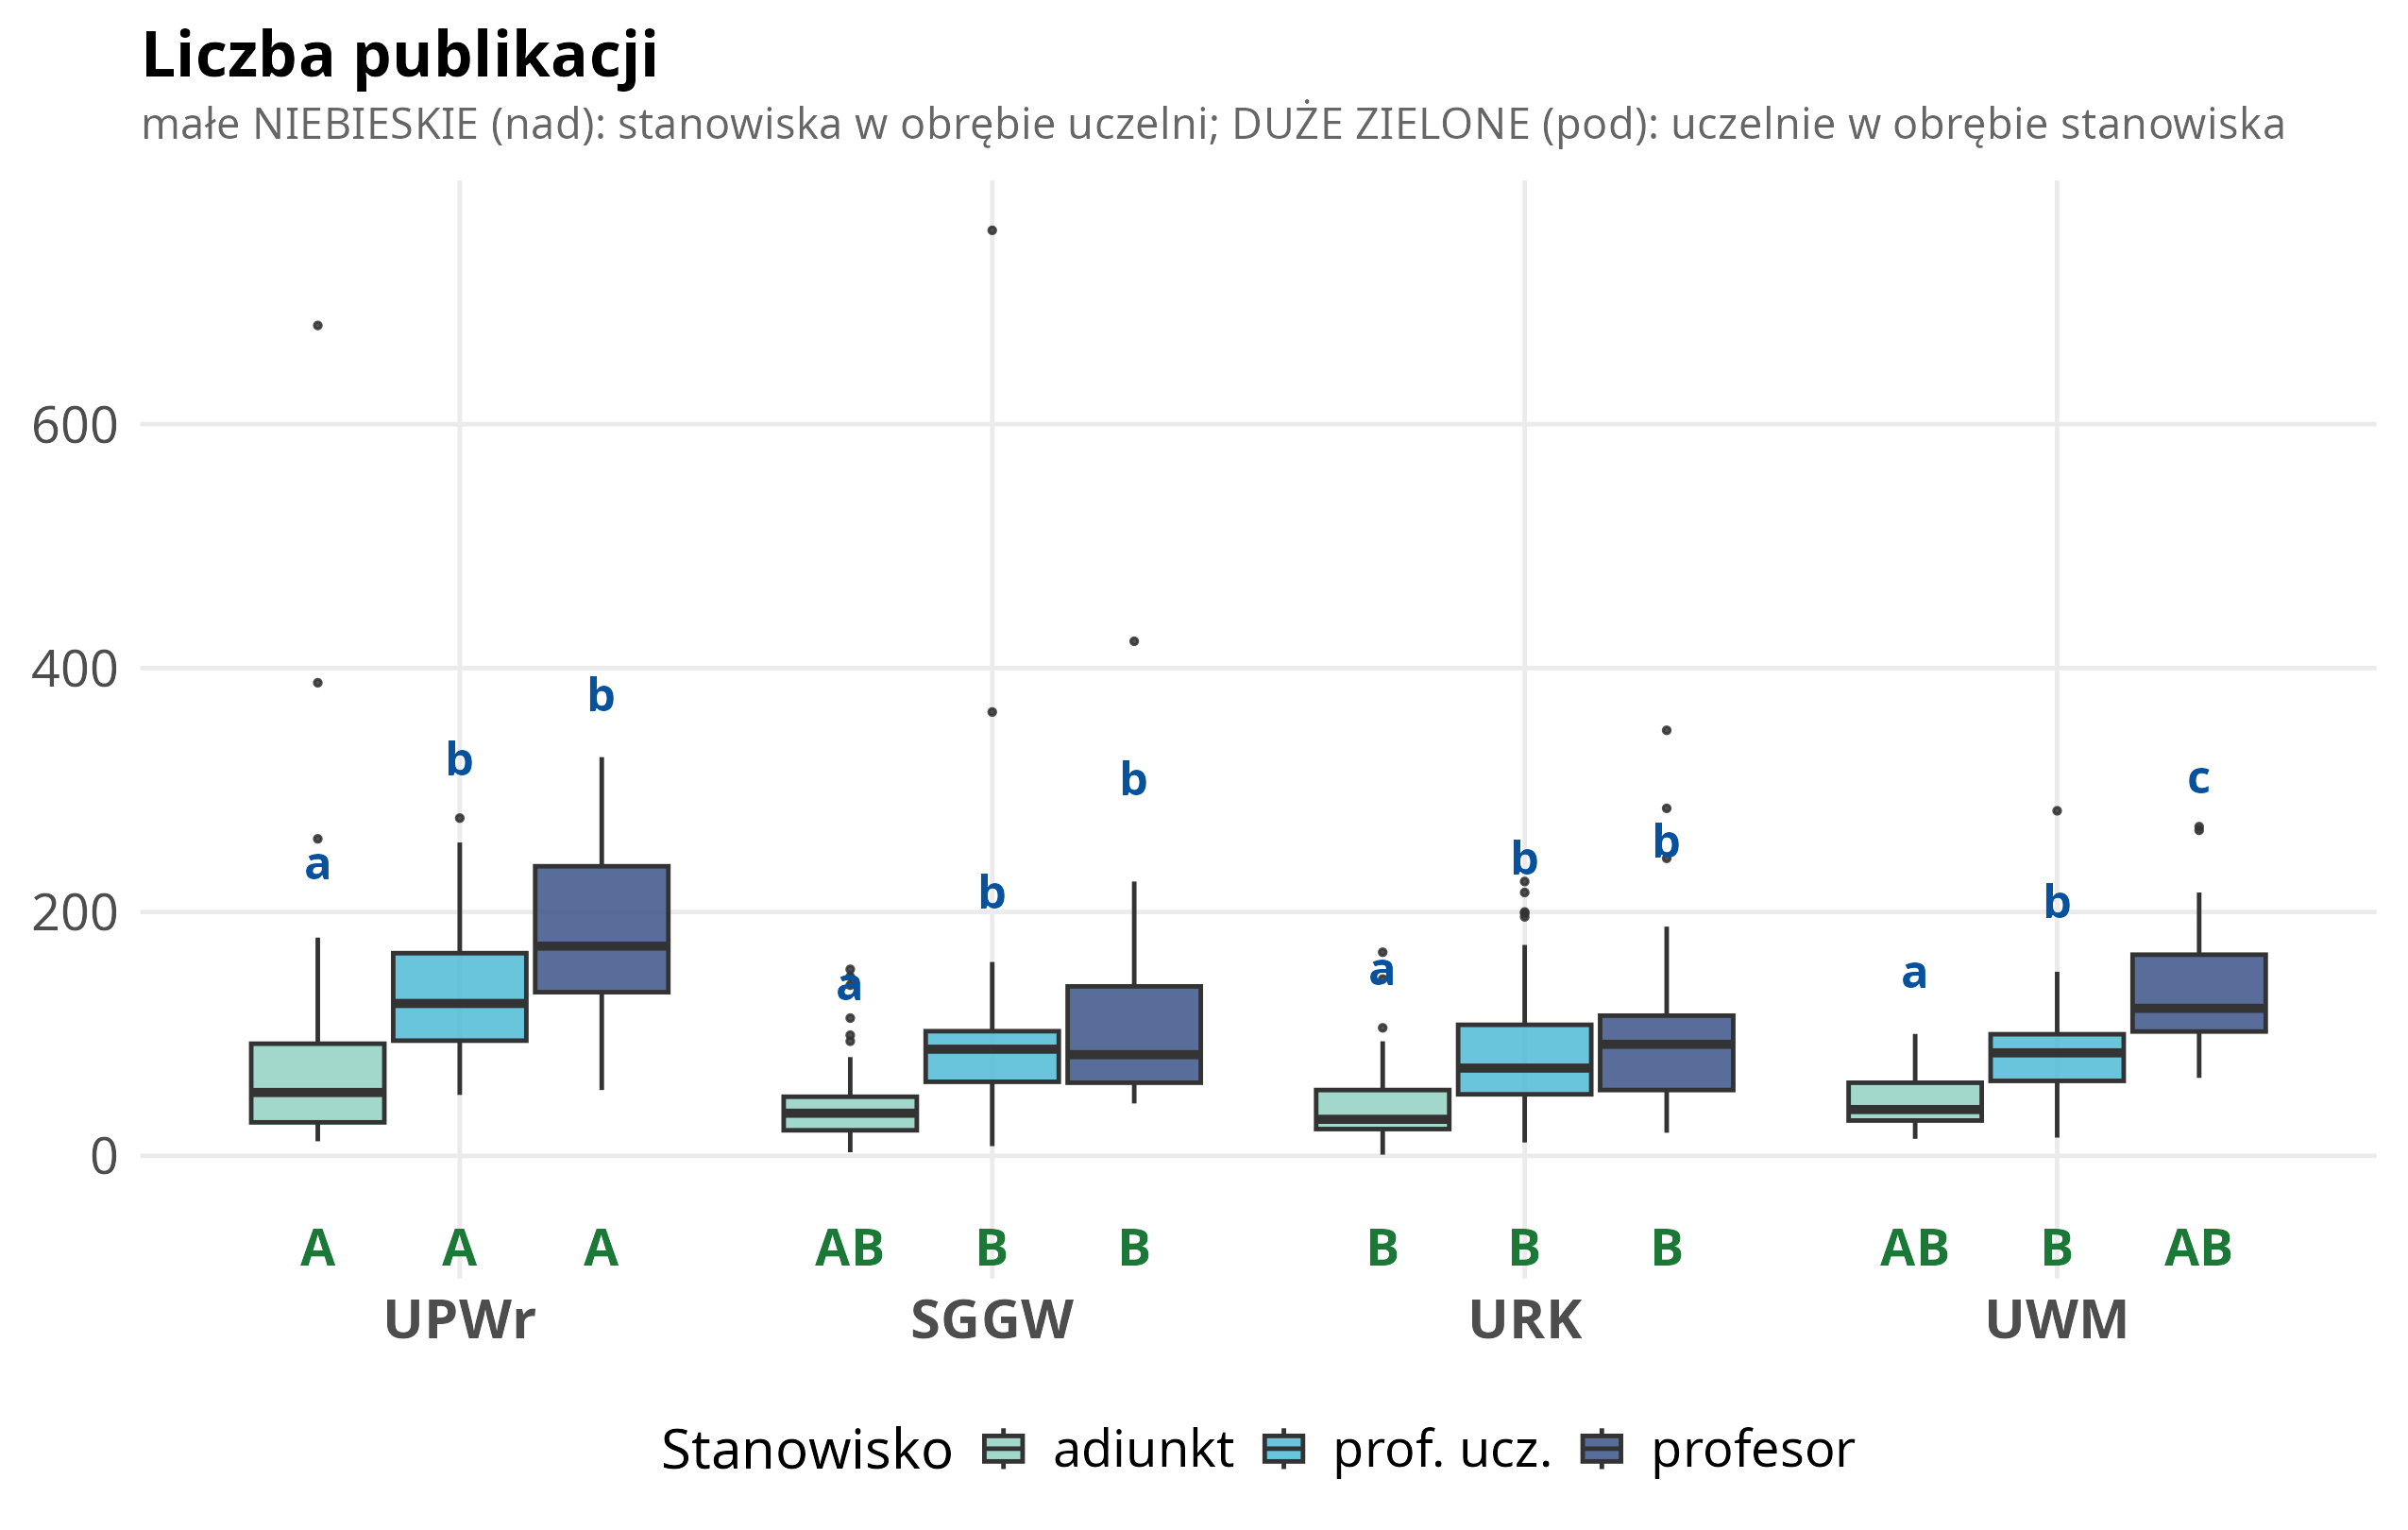 Liczba publikacji
małe NIEBIESKIE (nad): stanowiska w obrębie uczelni; DUŻE ZIELONE (pod): uczelnie w obrębie stanowiska
600
400
200
0
a b b
a b b
a b b
a b c
A A A AB B B B B B AB B AB
UPWr SGGW URK UWM
Stanowisko adiunkt prof. ucz. profesor